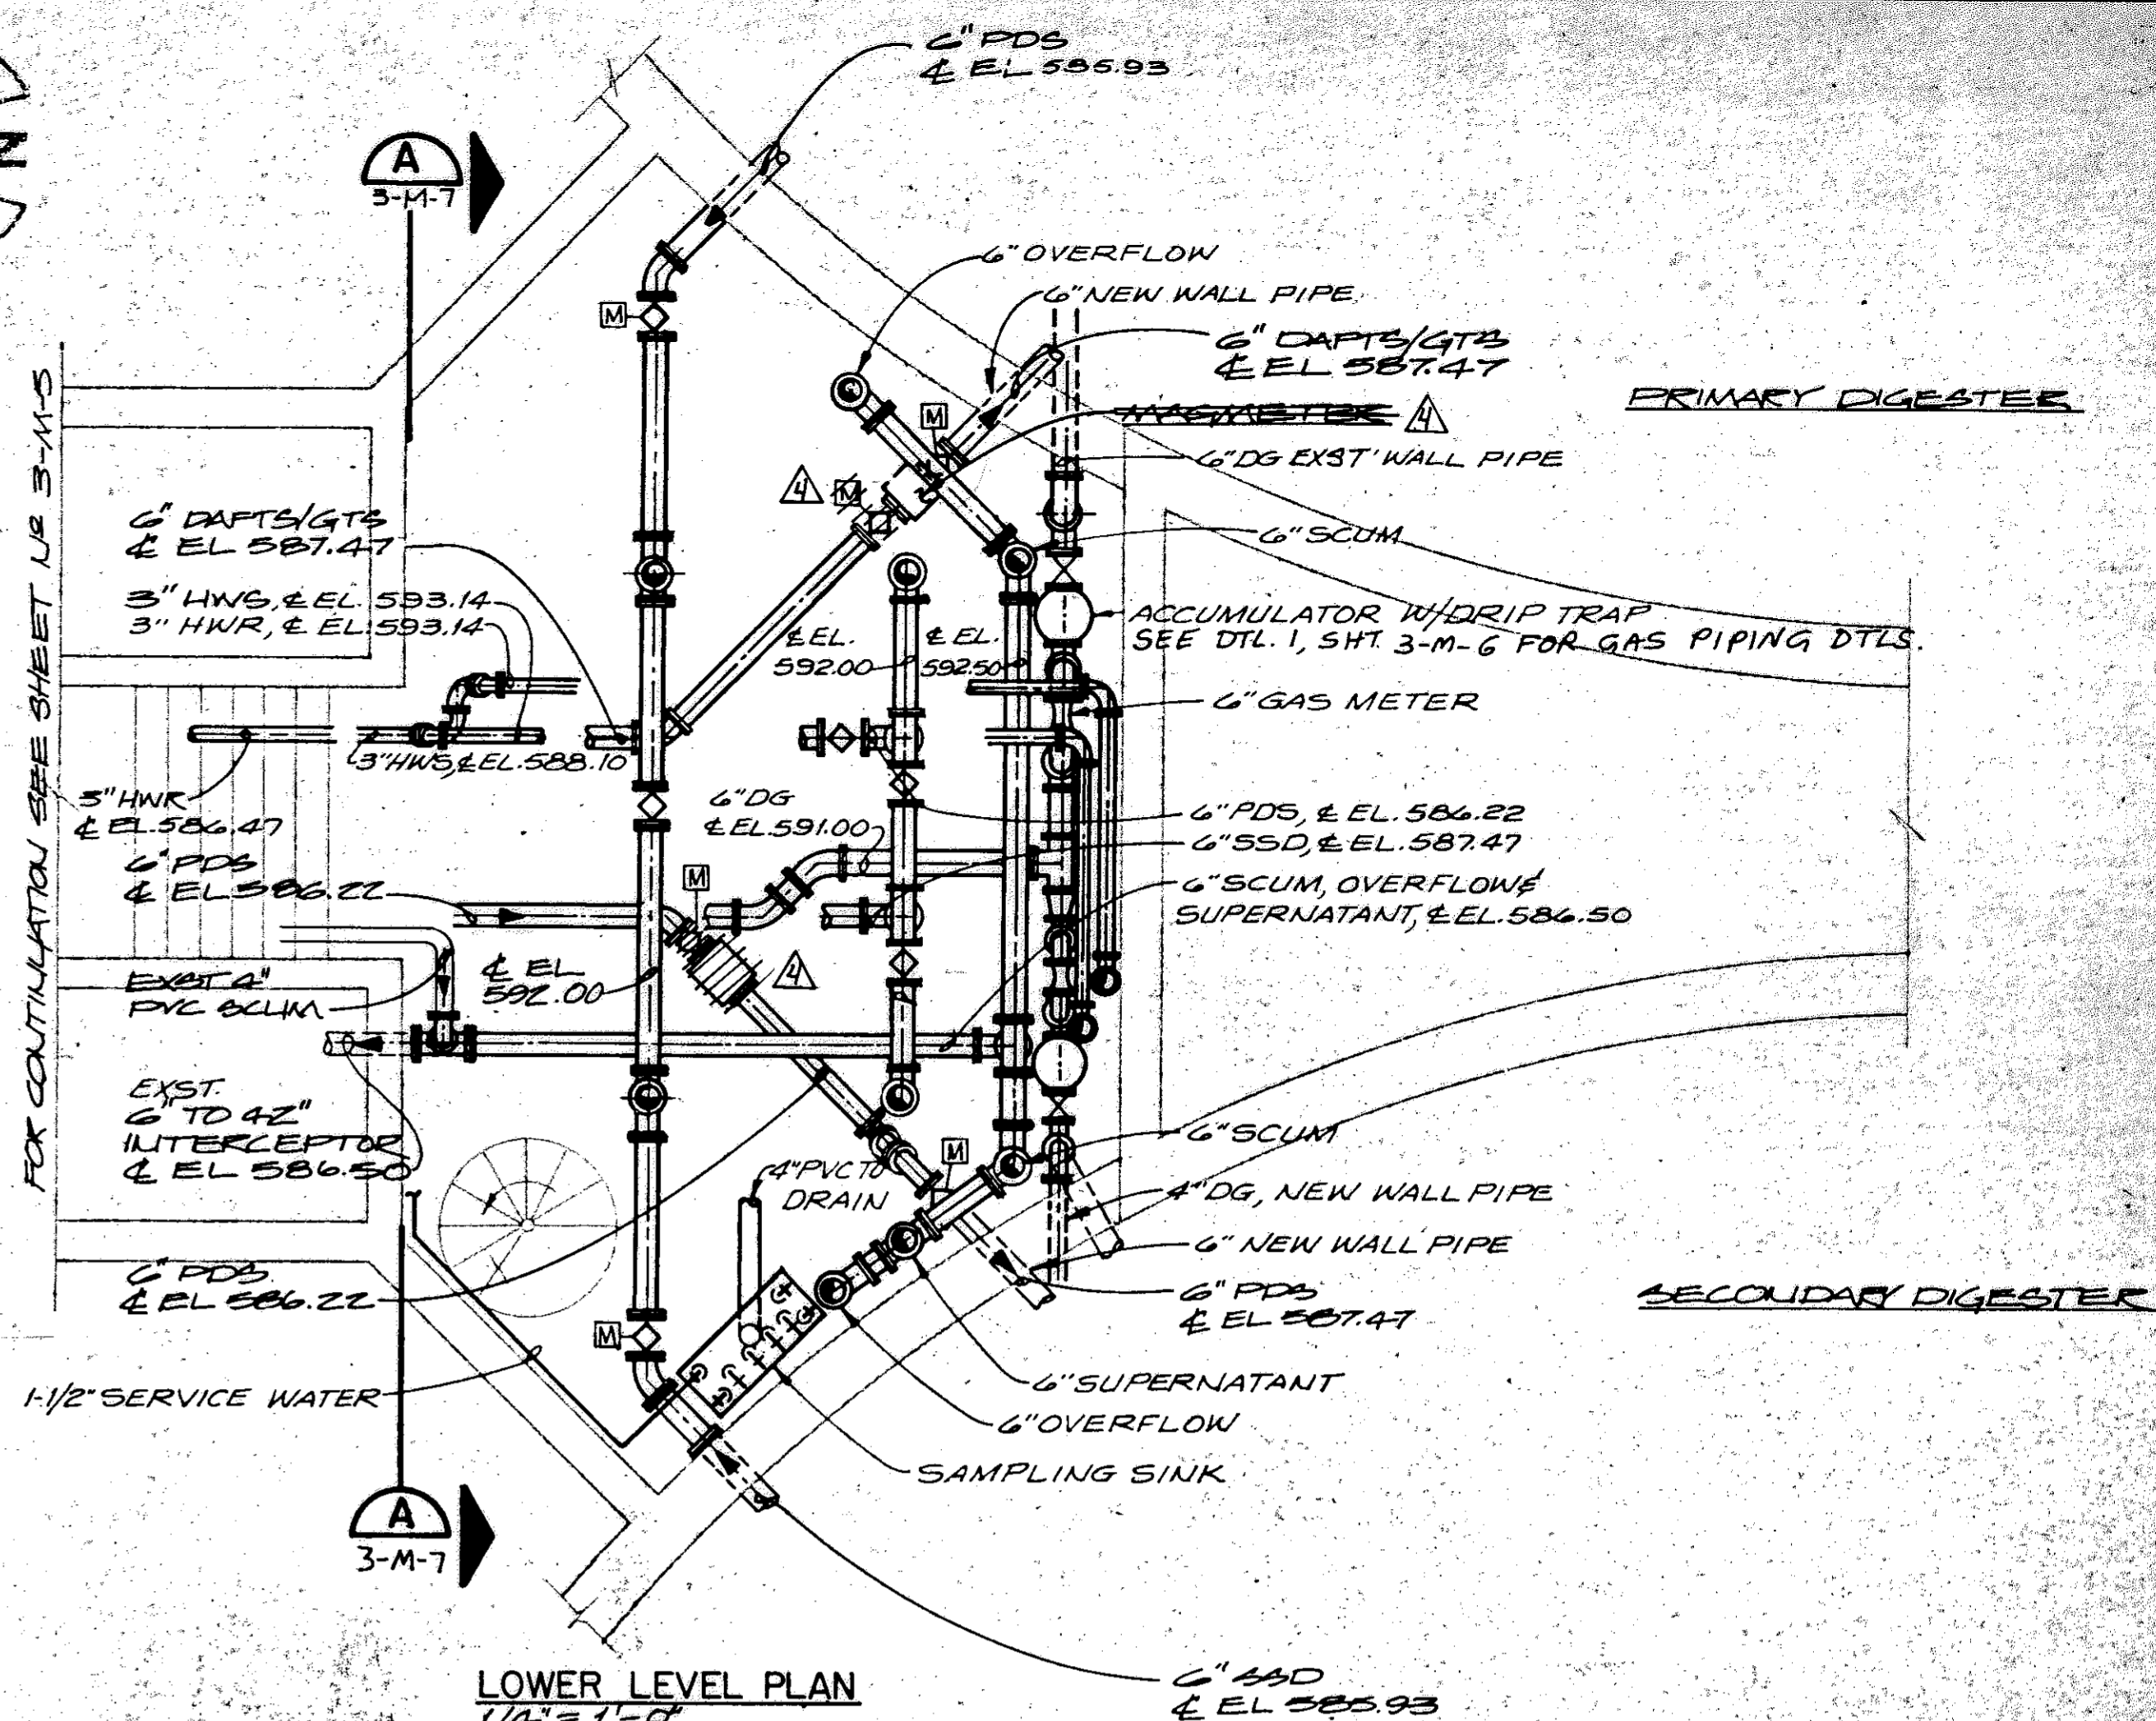 6" PDS
℄ EL 585.93
A
3-M-7
6" OVERFLOW
6" NEW WALL PIPE
6" DAPTS/GTS
℄ EL 587.47
MAGMETER 4
6" DG EXST' WALL PIPE
PRIMARY DIGESTER
M
M
4 M
6" SCUM
FOR CONTINUATION SEE SHEET NO 3-M-5
6" DAFTS/GTS
℄ EL 587.47
3" HWS, ℄ EL. 593.14
3" HWR, ℄ EL. 593.14
℄ EL.
592.00
℄ EL.
592.50
ACCUMULATOR W/DRIP TRAP
SEE DTL. 1, SHT. 3-M-6 FOR GAS PIPING DTLS.
6" GAS METER
3" HWS, ℄ EL. 588.10
3" HWR
℄ EL. 586.47
6" DG
℄ EL 591.00
6" PDS, ℄ EL. 586.22
6" SSD, ℄ EL. 587.47
6" PDS
℄ EL 586.22
M
6" SCUM, OVERFLOW &
SUPERNATANT, ℄ EL. 586.50
EXST 4"
PVC SCUM
℄ EL
592.00
4
EXST.
6" TO 42"
INTERCEPTOR
℄ EL 586.50
6" SCUM
M
4" PVC TO
DRAIN
4" DG, NEW WALL PIPE
6" NEW WALL PIPE
6" PDS
℄ EL 586.22
6" PDS
℄ EL 587.47
SECONDARY DIGESTER
M
1-1/2" SERVICE WATER
6" SUPERNATANT
6" OVERFLOW
SAMPLING SINK
A
3-M-7
6" SSD
℄ EL 585.93
LOWER LEVEL PLAN
1/4" = 1'-0"